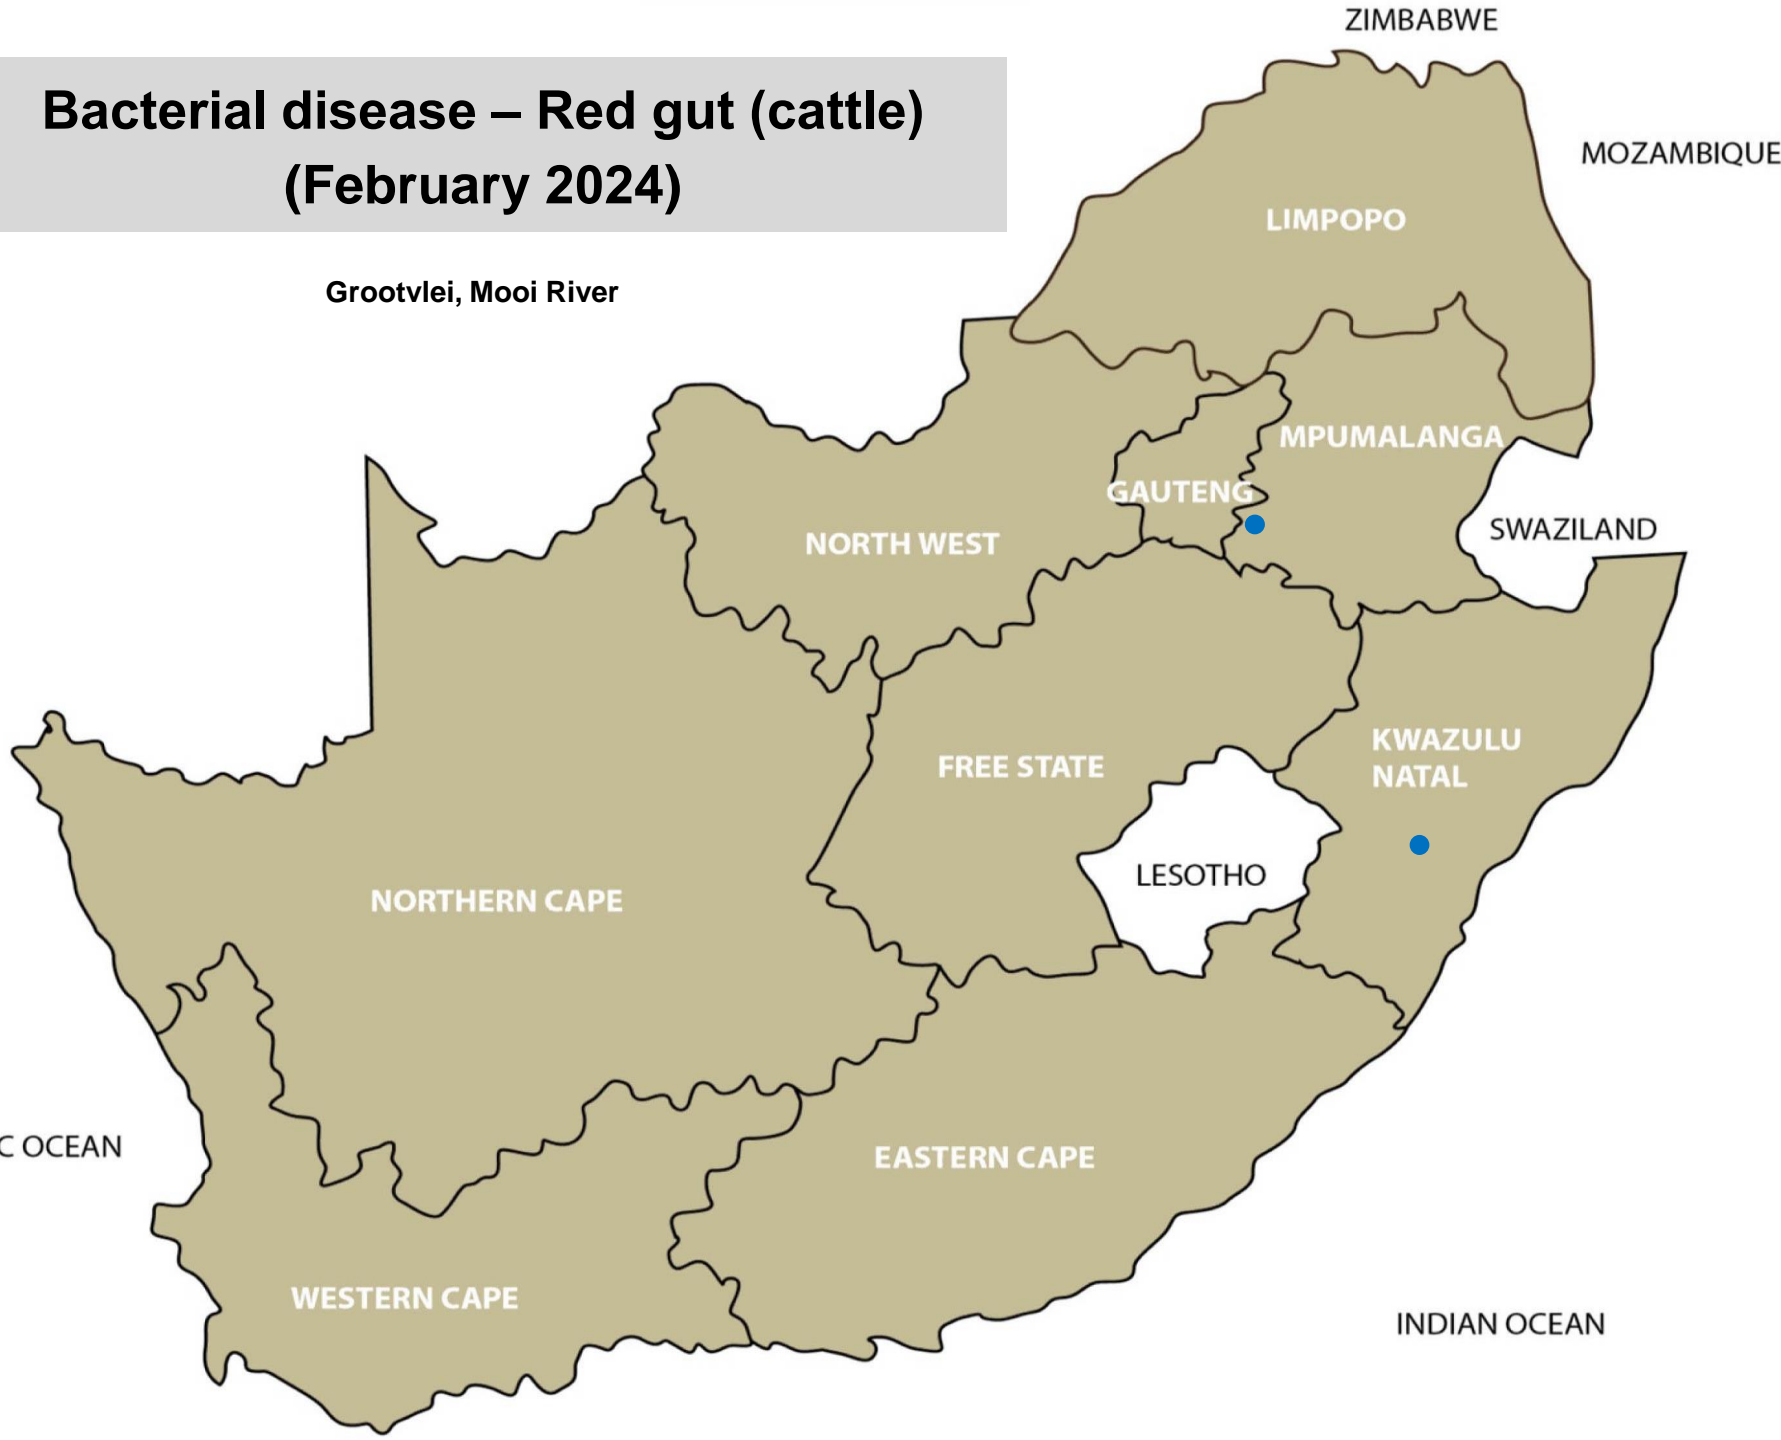 ZIMBABWE
Bacterial disease – Red gut (cattle)
(February 2024)
MOZAMBIQUE
LIMPOPO
Grootvlei, Mooi River
MPUMALANGA
GAUTENG
SWAZILAND
NORTH WEST
KWAZULU
NATAL
FREE STATE
LESOTHO
NORTHERN CAPE
C OCEAN
EASTERN CAPE
WESTERN CAPE
INDIAN OCEAN